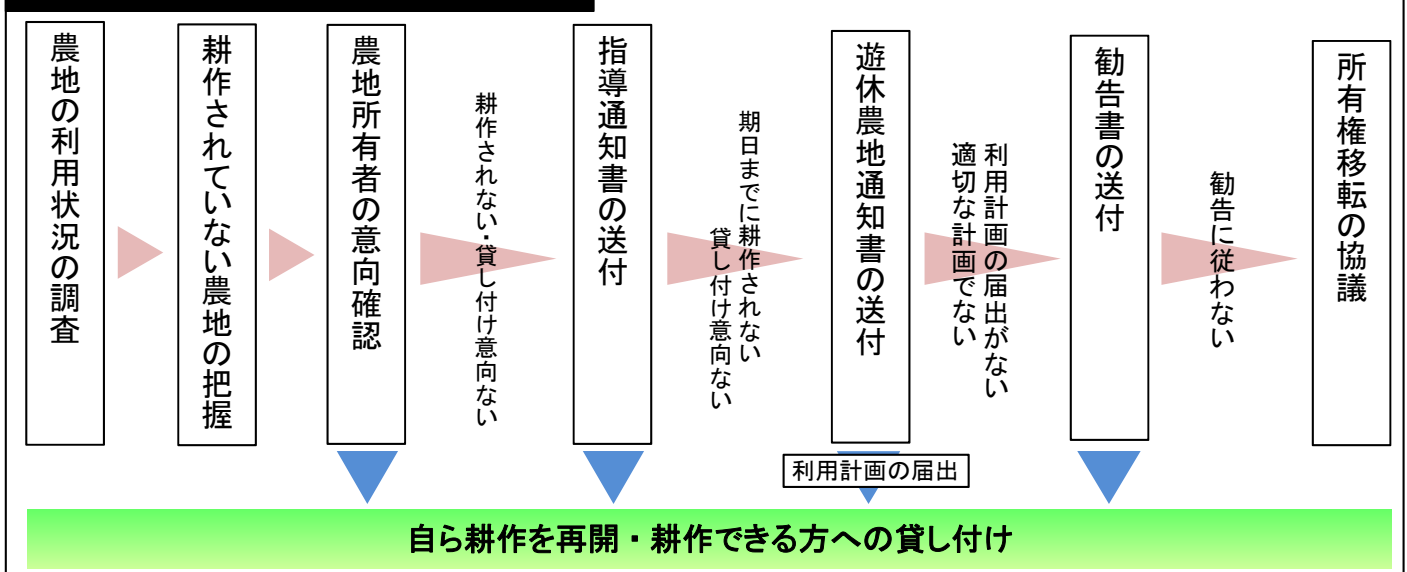 農地の利用状況の調査
耕作されていない農地の把握
農地所有者の意向確認
耕作されない・貸し付け意向ない
指導通知書の送付
期日までに耕作されない
貸し付け意向ない
遊休農地通知書の送付
利用計画の届出がない
適切な計画でない
勧告書の送付
勧告に従わない
所有権移転の協議
利用計画の届出
自ら耕作を再開・耕作できる方への貸し付け